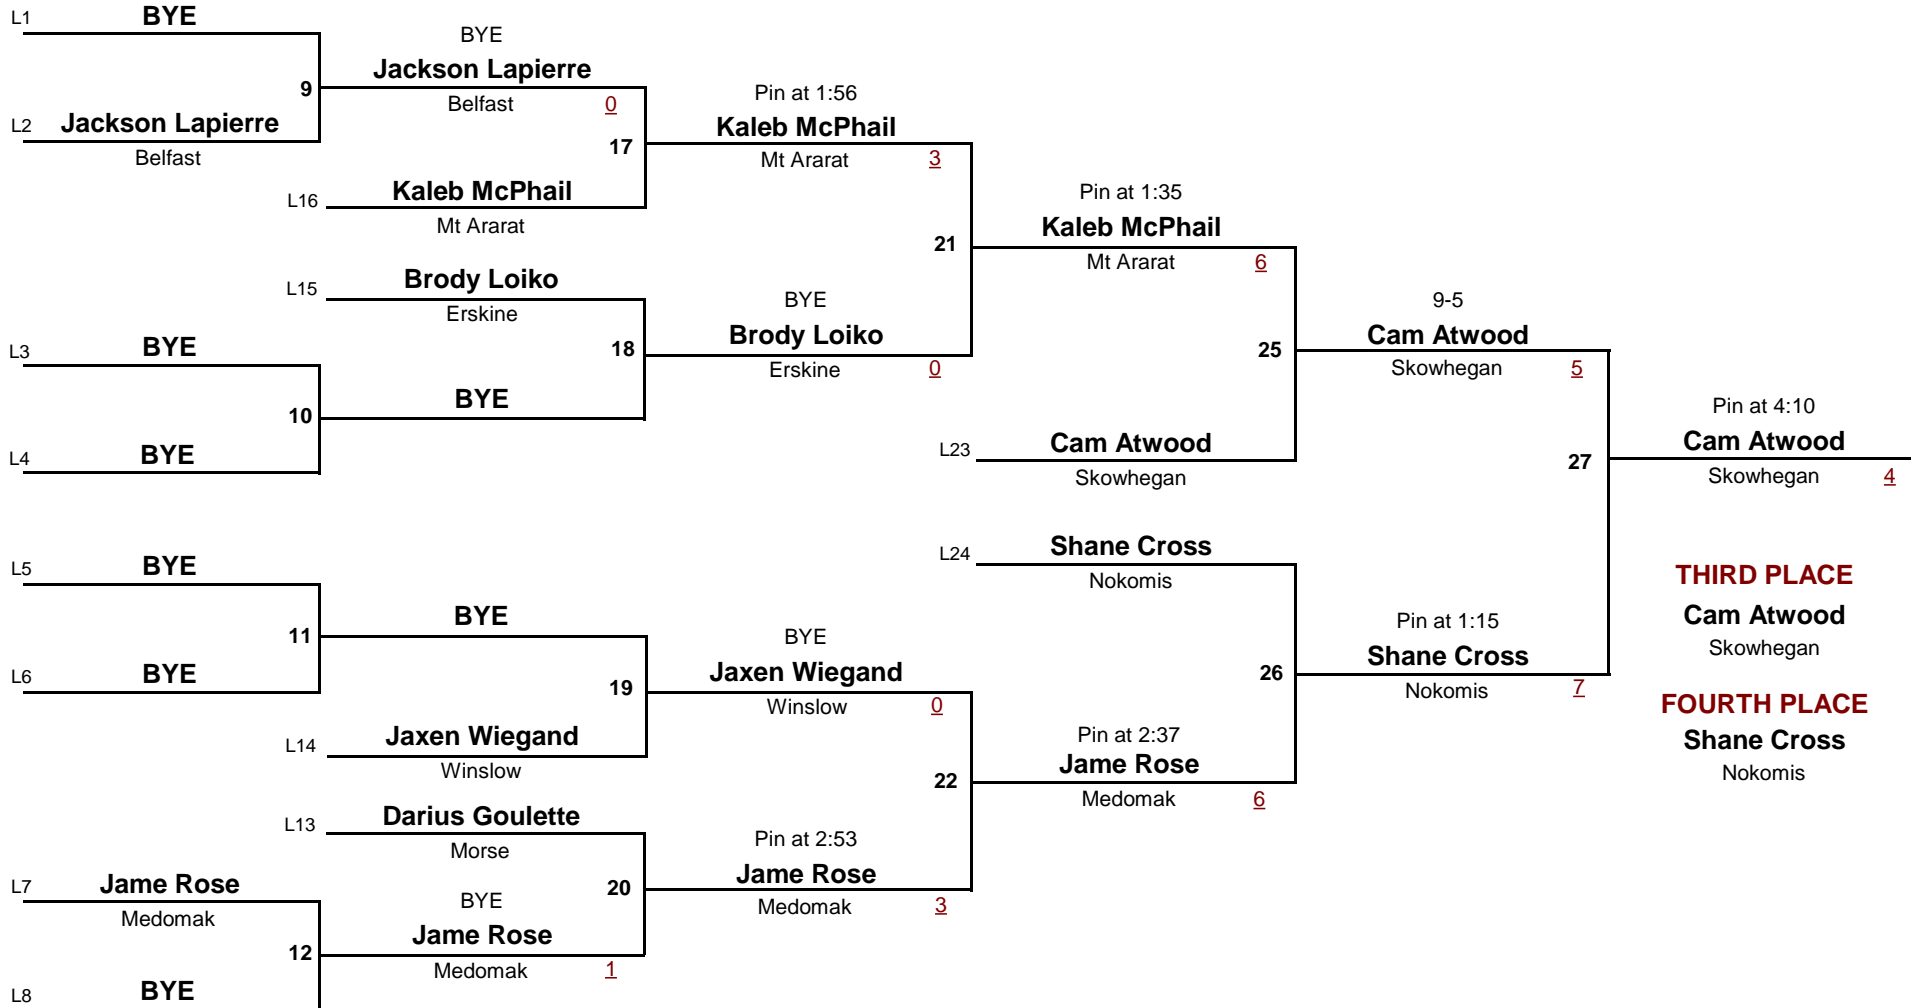 L1 BYE
BYE
Jackson Lapierre
9
Belfast 0
L2 Jackson Lapierre
Belfast
17
L16 Kaleb McPhail
Mt Ararat
Pin at 1:56
Kaleb McPhail
Mt Ararat 3
L15 Brody Loiko
Erskine
21
Pin at 1:35
Kaleb McPhail
Mt Ararat 6
L3 BYE
18
BYE
Brody Loiko
Erskine 0
10
BYE
L4 BYE
25
9-5
Cam Atwood
Skowhegan 5
L23 Cam Atwood
Skowhegan
27
Pin at 4:10
Cam Atwood
Skowhegan 4
L5 BYE
11
BYE
L6 BYE
19
BYE
Jaxen Wiegand
Winslow 0
L14 Jaxen Wiegand
Winslow
L24 Shane Cross
Nokomis
26
Pin at 1:15
Shane Cross
Nokomis 7
22
Pin at 2:37
Jame Rose
Medomak 6
L13 Darius Goulette
Morse
20
Pin at 2:53
Jame Rose
Medomak 3
L7 Jame Rose
Medomak
12
BYE
Jame Rose
Medomak 1
L8 BYE
THIRD PLACE
Cam Atwood
Skowhegan
FOURTH PLACE
Shane Cross
Nokomis